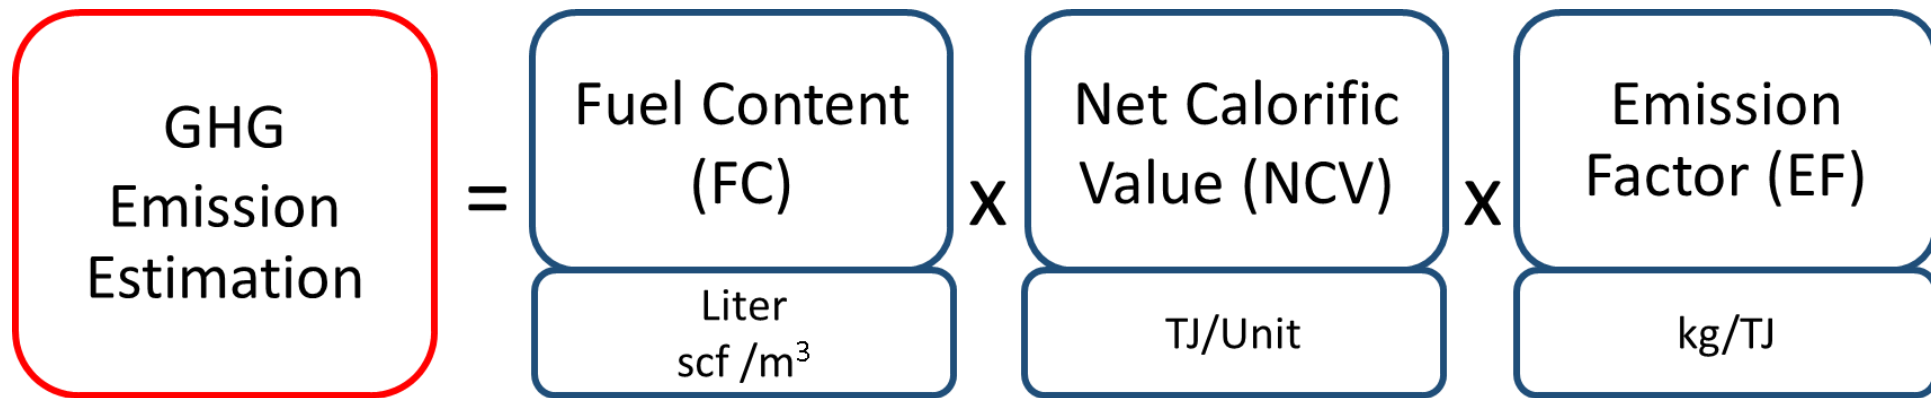 GHG
Emission
Estimation
=
Fuel Content
(FC)
Liter
scf /m³
x
Net Calorific
Value (NCV)
TJ/Unit
x
Emission
Factor (EF)
kg/TJ